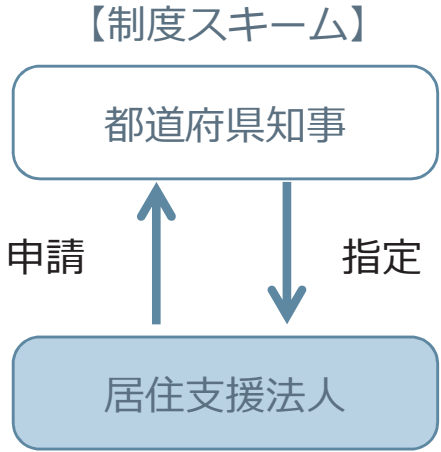 【制度スキーム】
都道府県知事
申請
指定
居住支援法人